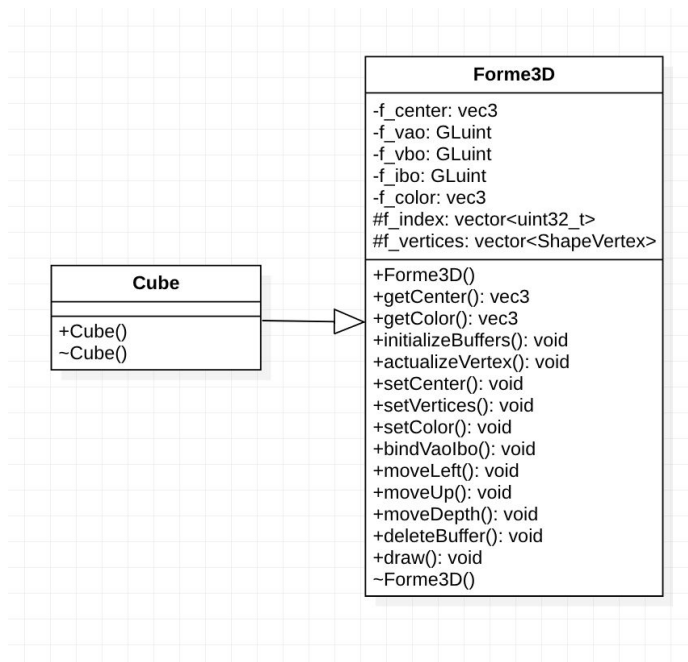 Forme3D
-f_center: vec3
-f_vao: GLuint
-f_vbo: GLuint
-f_ibo: GLuint
-f_color: vec3
#f_index: vector<uint32_t>
#f_vertices: vector<ShapeVertex>
+Forme3D()
+getCenter(): vec3
+getColor(): vec3
+initializeBuffers(): void
+actualizeVertex(): void
+setCenter(): void
+setVertices(): void
+setColor(): void
+bindVaoIbo(): void
+moveLeft(): void
+moveUp(): void
+moveDepth(): void
+deleteBuffer(): void
+draw(): void
~Forme3D()
Cube
+Cube()
~Cube()